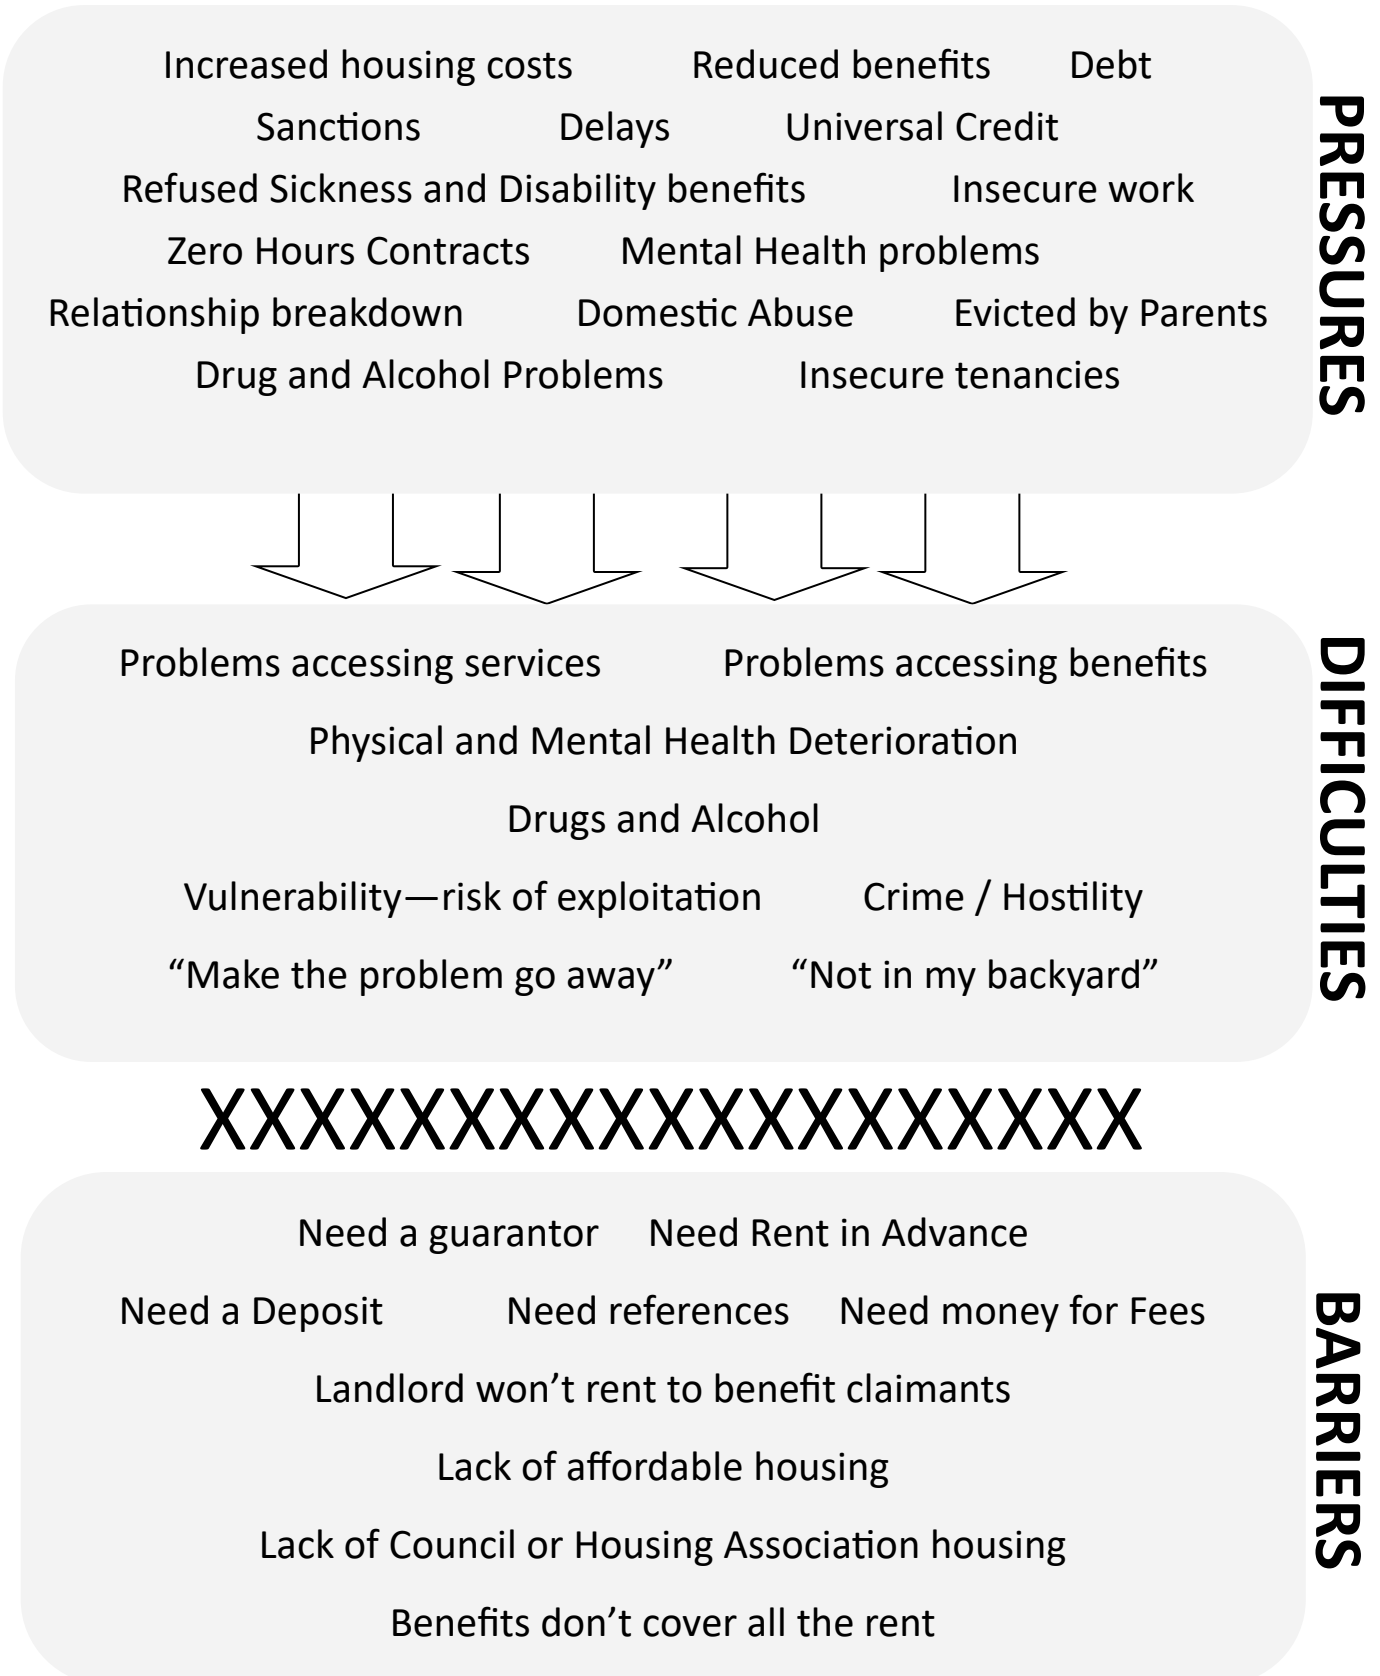 PRESSURES
Increased housing costs Reduced benefits Debt
Sanctions Delays Universal Credit
Refused Sickness and Disability benefits Insecure work
Zero Hours Contracts Mental Health problems
Relationship breakdown Domestic Abuse Evicted by Parents
Drug and Alcohol Problems Insecure tenancies
DIFFICULTIES
Problems accessing services Problems accessing benefits
Physical and Mental Health Deterioration
Drugs and Alcohol
Vulnerability—risk of exploitation Crime / Hostility
“Make the problem go away” “Not in my backyard”
XXXXXXXXXXXXXXXXXXX
BARRIERS
Need a guarantor Need Rent in Advance
Need a Deposit Need references Need money for Fees
Landlord won’t rent to benefit claimants
Lack of affordable housing
Lack of Council or Housing Association housing
Benefits don’t cover all the rent